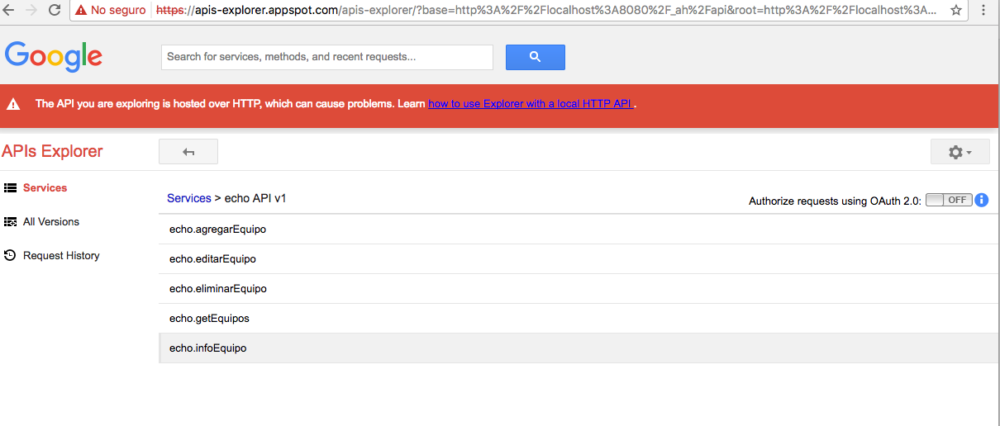 No seguro https://apis-explorer.appspot.com/apis-explorer/?base=http%3A%2F%2Flocalhost%3A8080%2F_ah%2Fapi&root=http%3A%2F%2Flocalhost%3A...
Google
Search for services, methods, and recent requests...
The API you are exploring is hosted over HTTP, which can cause problems. Learn how to use Explorer with a local HTTP API .
APIs Explorer
Services
All Versions
Request History
Services > echo API v1
Authorize requests using OAuth 2.0: OFF
echo.agregarEquipo
echo.editarEquipo
echo.eliminarEquipo
echo.getEquipos
echo.infoEquipo